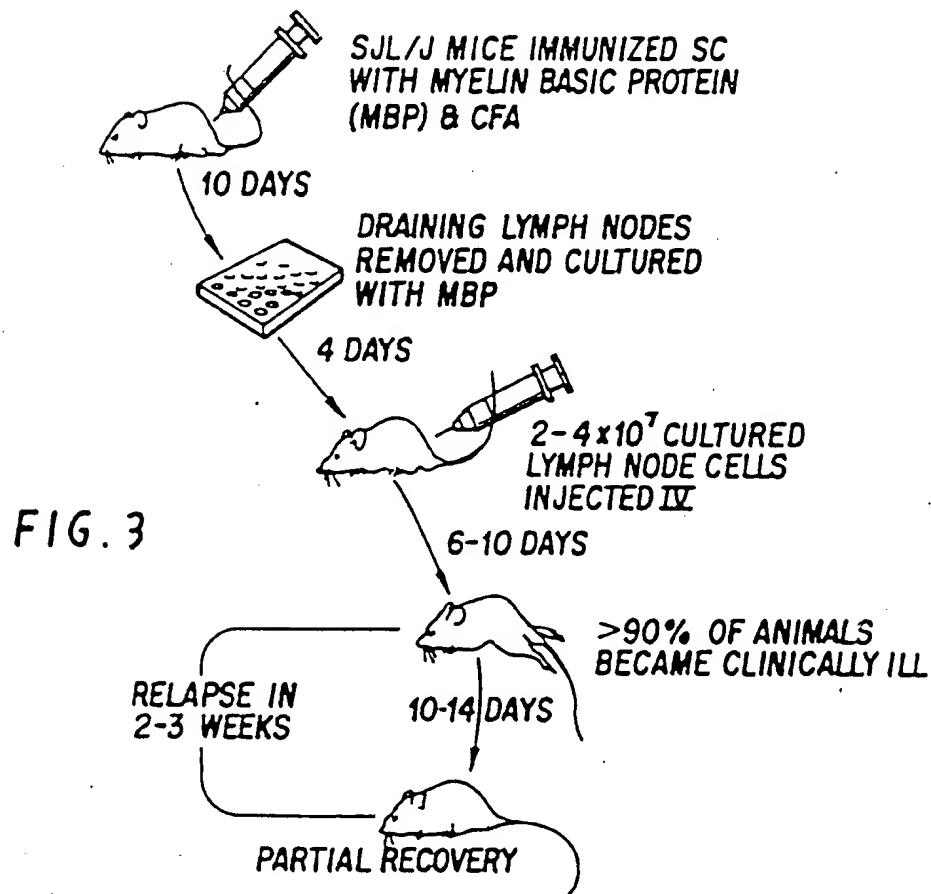 SJL/J MICE IMMUNIZED SC
WITH MYELIN BASIC PROTEIN
(MBP) & CFA
10 DAYS
DRAINING LYMPH NODES
REMOVED AND CULTURED
WITH MBP
4 DAYS
2-4x10⁷ CULTURED
LYMPH NODE CELLS
INJECTED IV
FIG. 3
6-10 DAYS
>90% OF ANIMALS
BECAME CLINICALLY ILL
RELAPSE IN
2-3 WEEKS
10-14 DAYS
PARTIAL RECOVERY